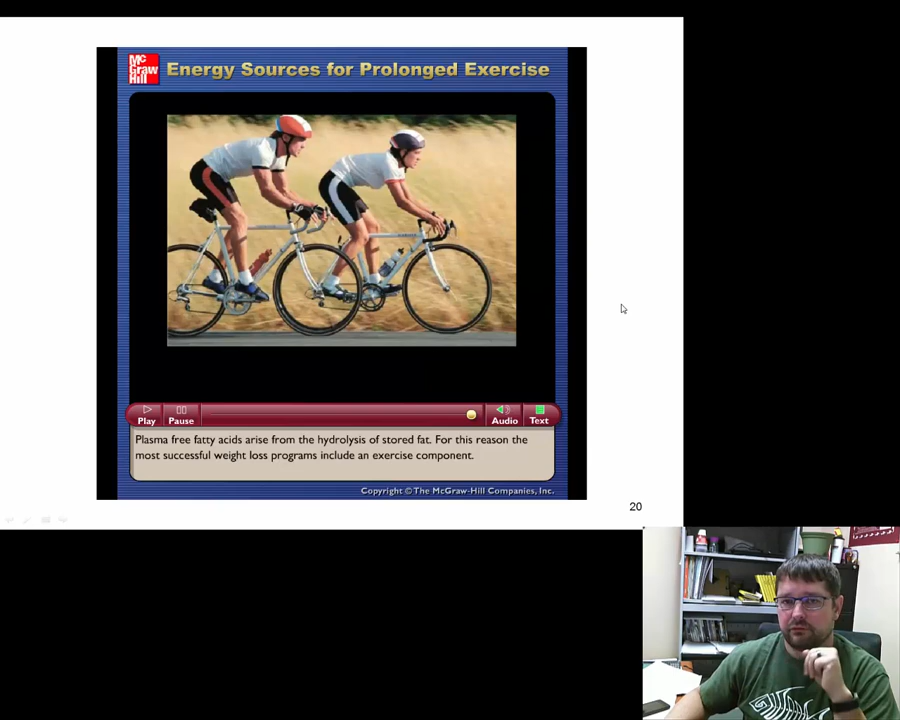 Mc
Graw
Hill
Energy Sources for Prolonged Exercise
Play
Pause
Audio
Text
Plasma free fatty acids arise from the hydrolysis of stored fat. For this reason the
most successful weight loss programs include an exercise component.
Copyright © The McGraw-Hill Companies, Inc.
20